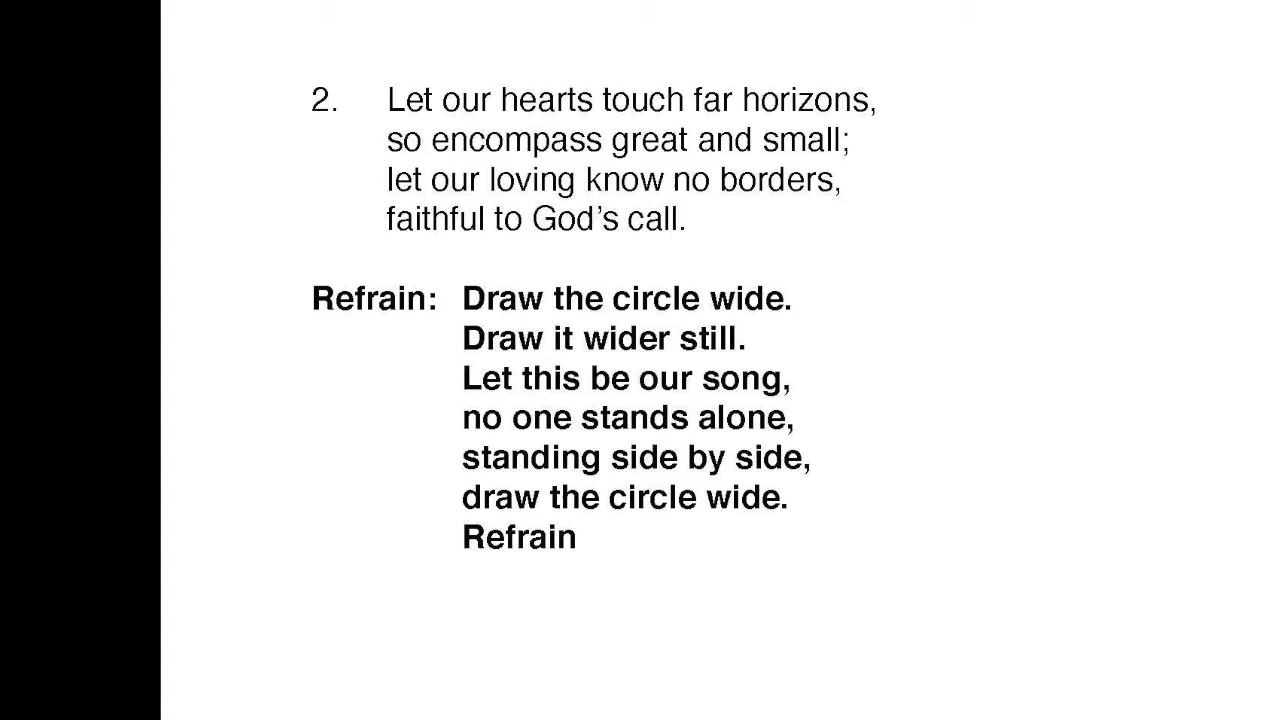 2. Let our hearts touch far horizons,
so encompass great and small;
let our loving know no borders,
faithful to God’s call.
Refrain: Draw the circle wide.
Draw it wider still.
Let this be our song,
no one stands alone,
standing side by side,
draw the circle wide.
Refrain